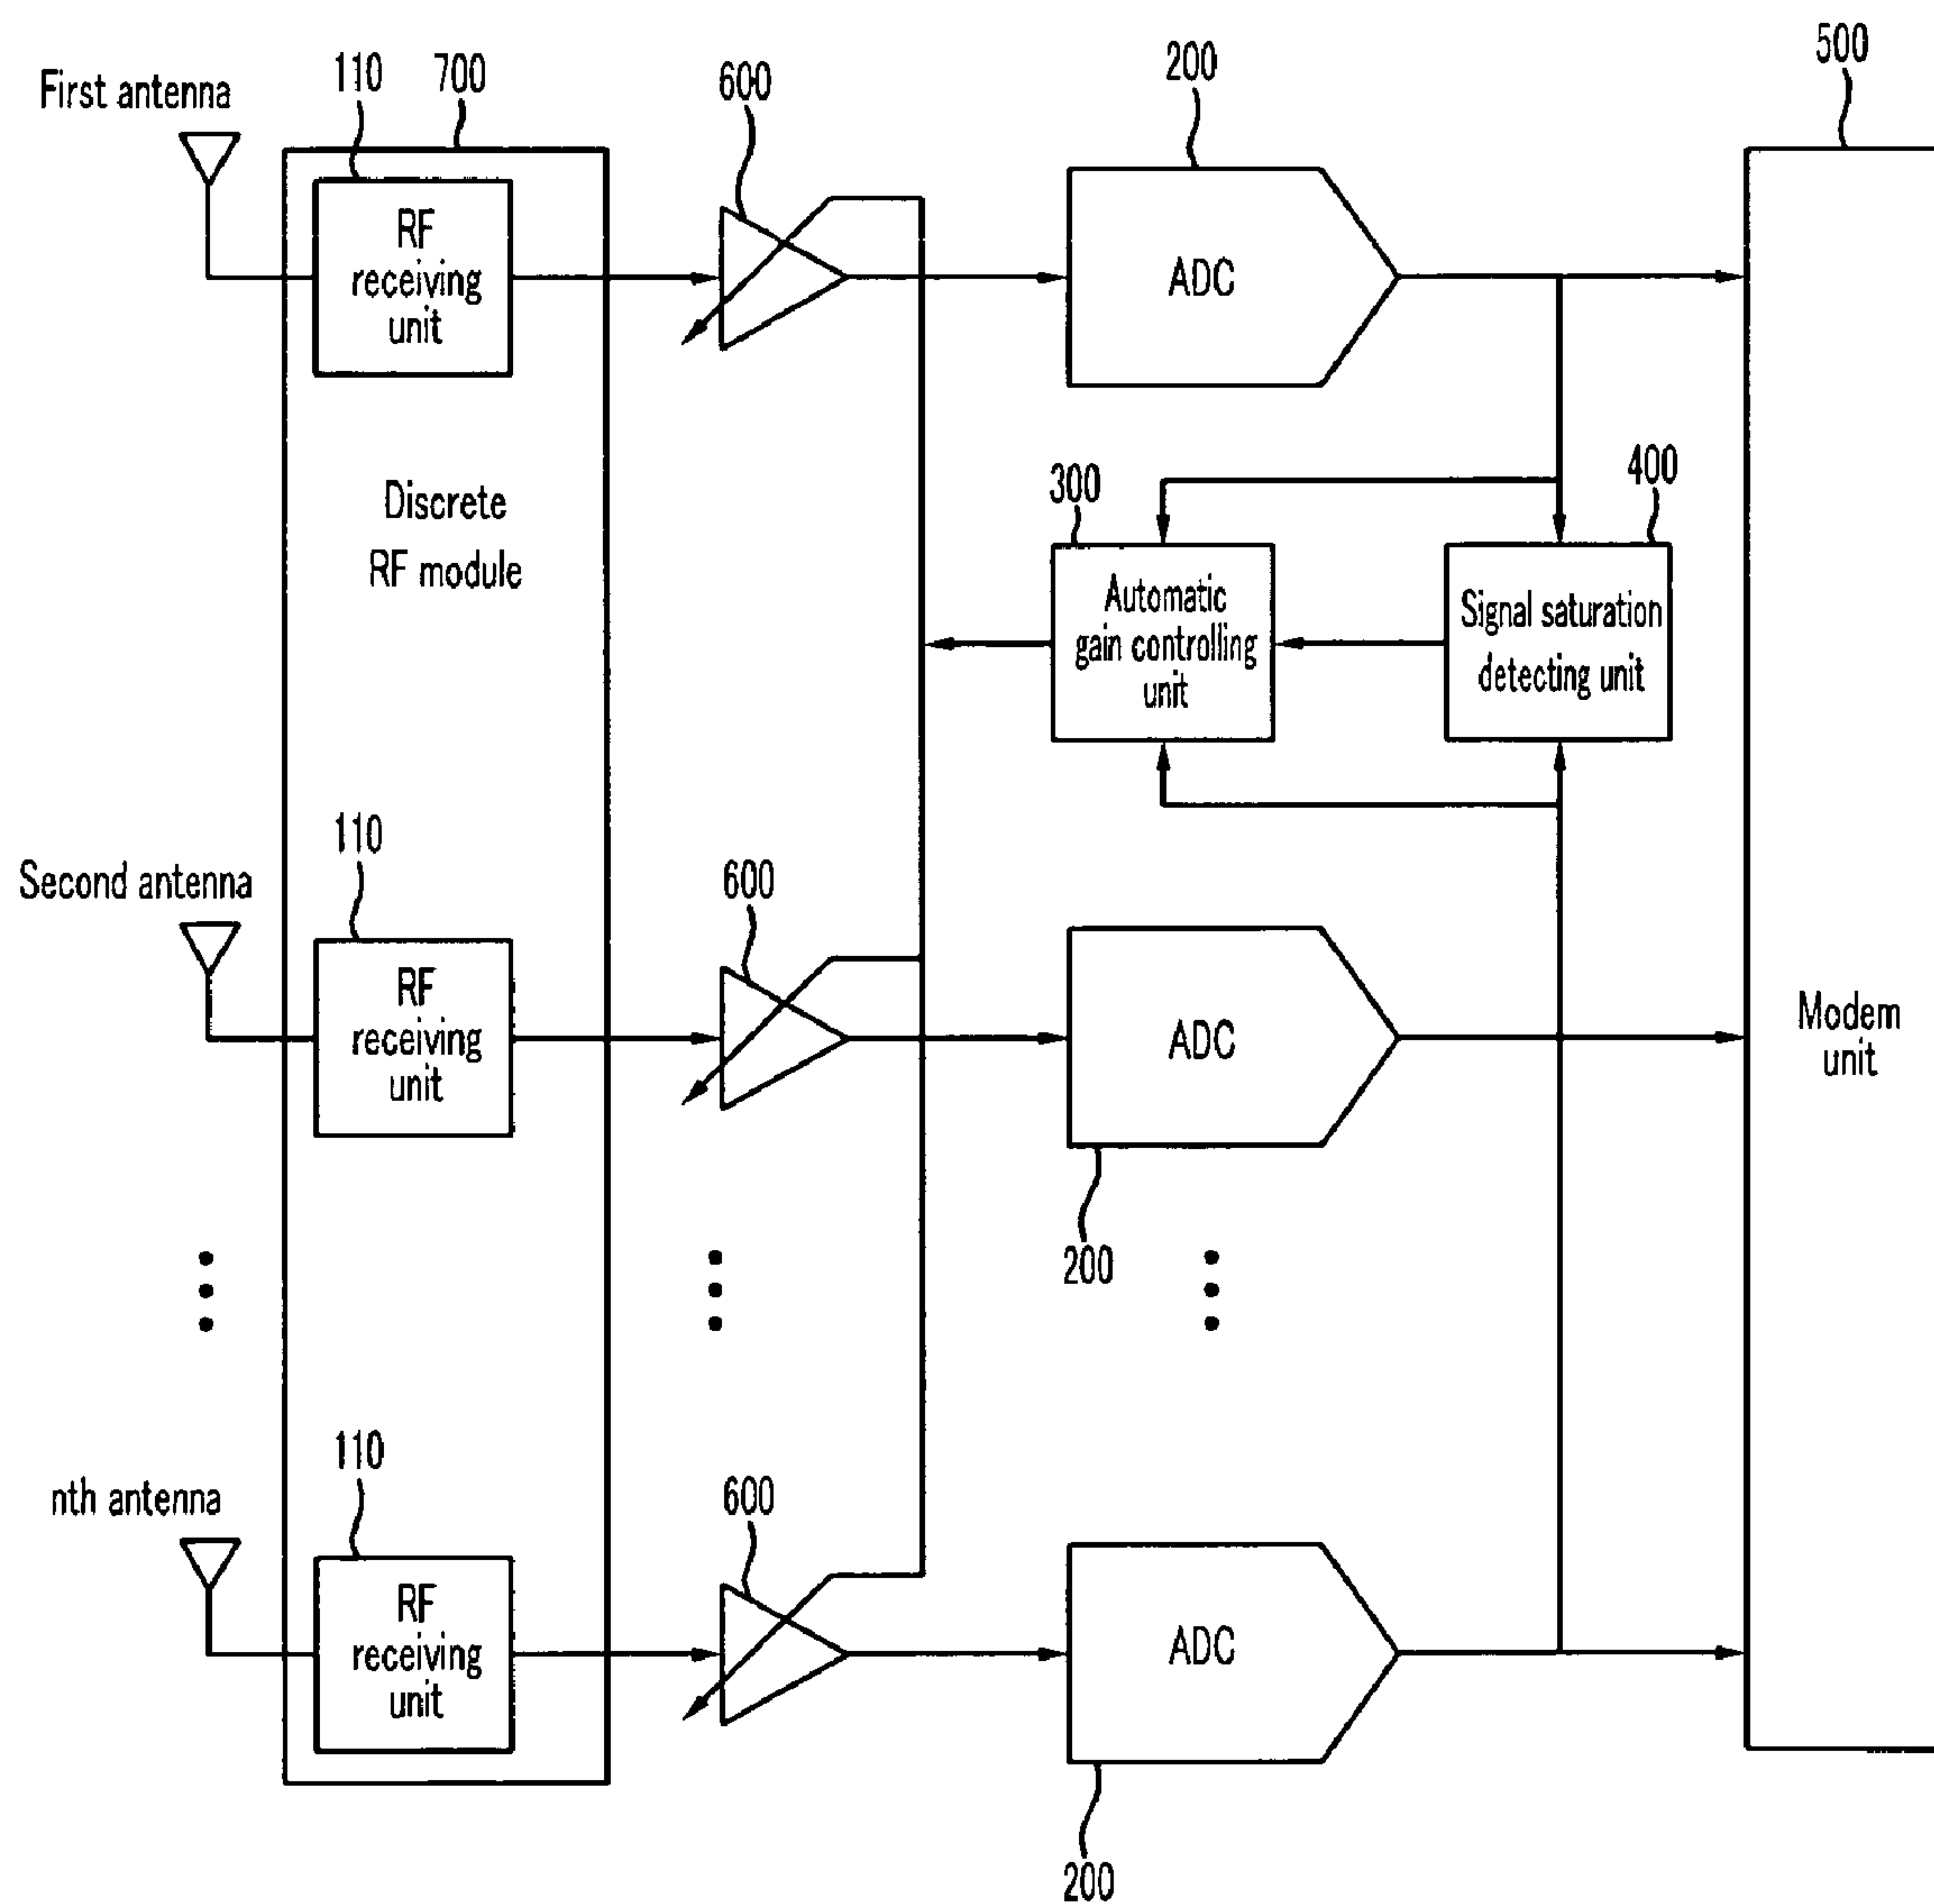 First antenna
110
700
600
200
500
RF
receiving
unit
ADC
Discrete
RF module
300
400
Automatic
gain controlling
unit
Signal saturation
detecting unit
Second antenna
110
600
RF
receiving
unit
ADC
Modem
unit
200
nth antenna
110
600
RF
receiving
unit
ADC
200